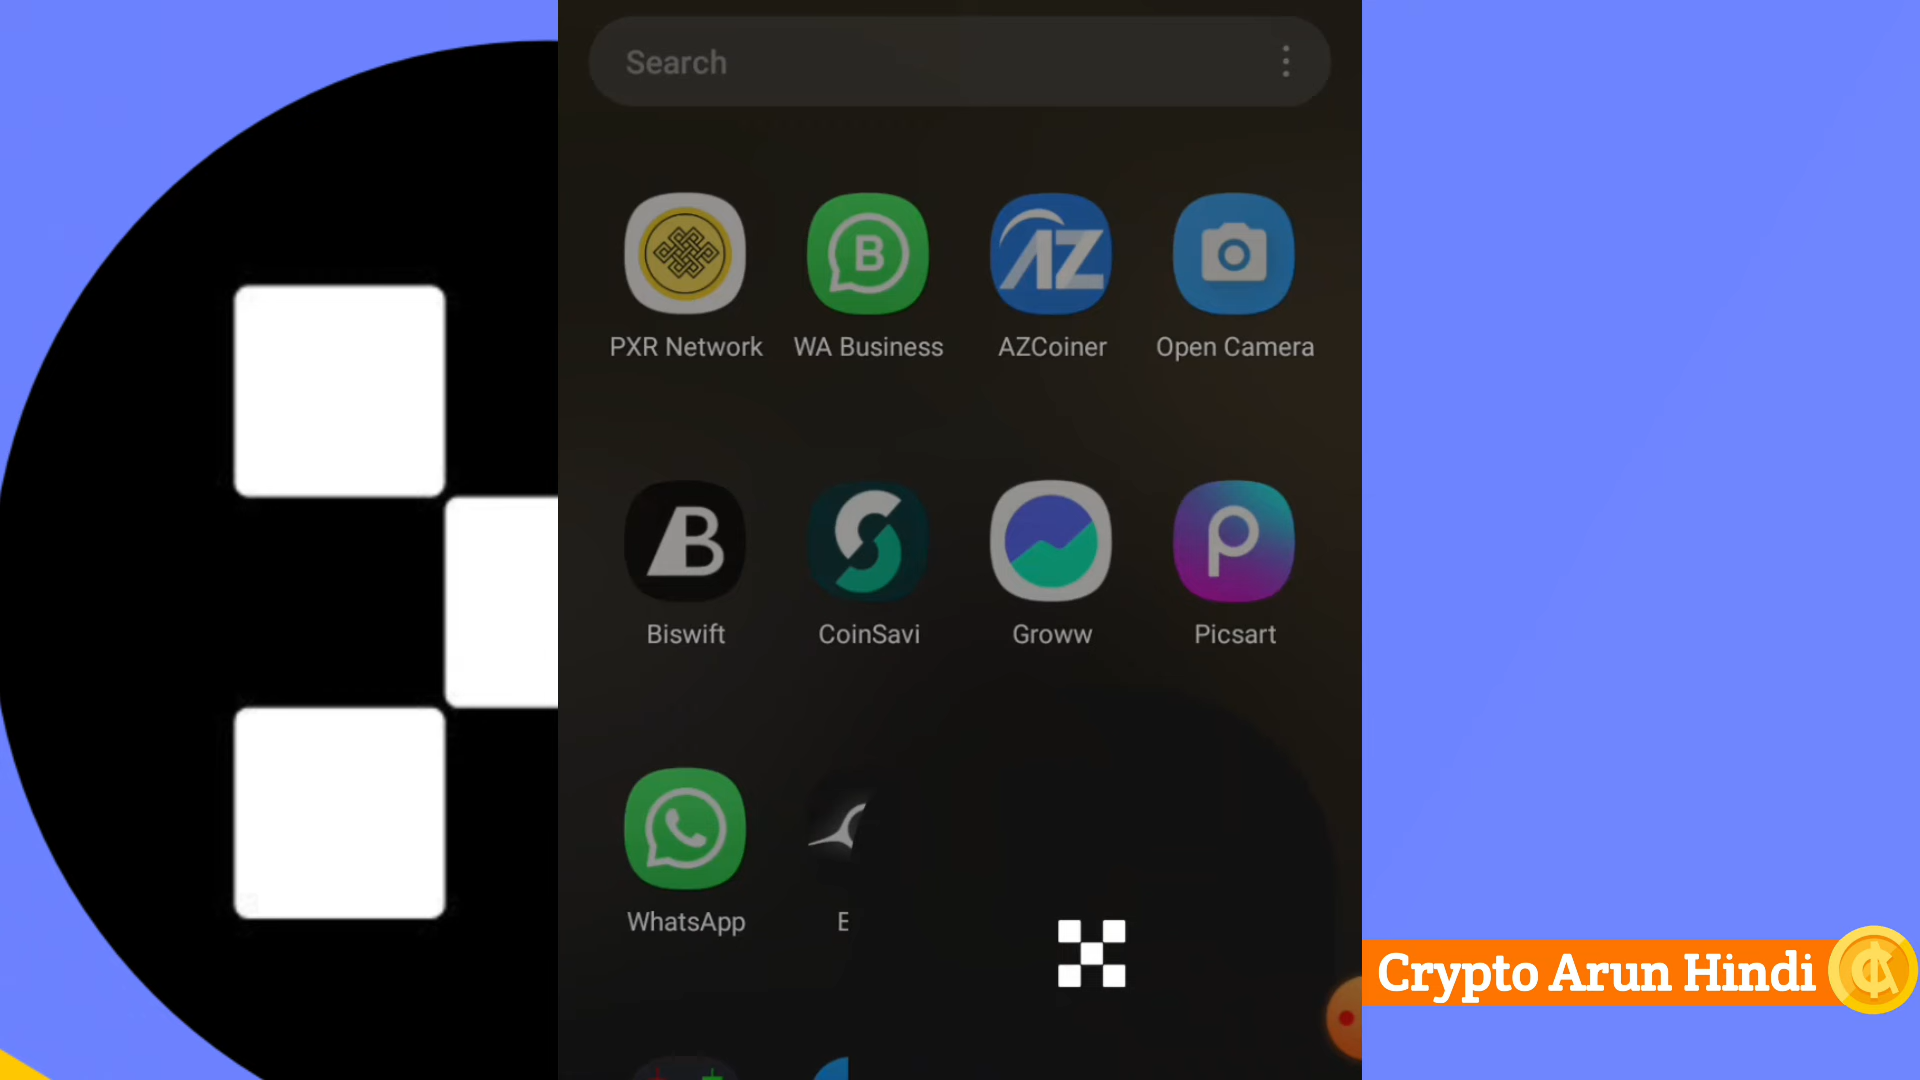 Search
PXR Network
WA Business
AZCoiner
Open Camera
Biswift
CoinSavi
Groww
Picsart
WhatsApp
Crypto Arun Hindi